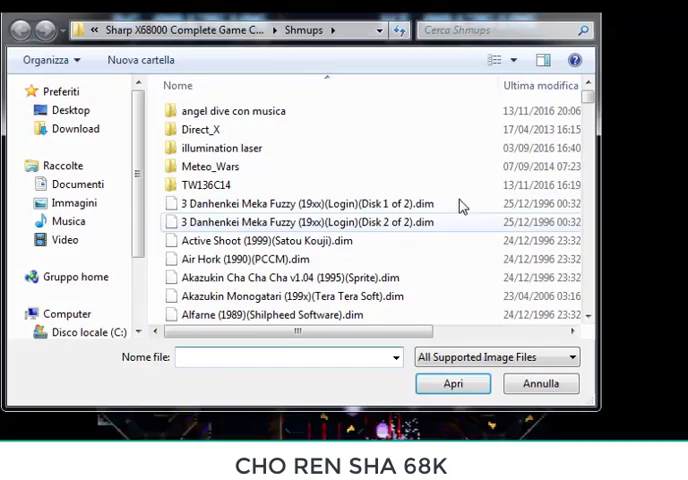 « Sharp X68000 Complete Game C... ▸ Shmups ▸
Cerca Shmups
Organizza Nuova cartella
Nome Ultima modifica
Preferiti
Desktop
Download
Raccolte
Documenti
Immagini
Musica
Video
Gruppo home
Computer
Disco locale (C:)
angel dive con musica 13/11/2016 20:06
Direct_X 17/04/2013 16:15
illumination laser 03/09/2016 16:40
Meteo_Wars 07/09/2014 07:23
TW136C14 13/11/2016 16:19
3 Danhenkei Meka Fuzzy (19xx)(Login)(Disk 1 of 2).dim 25/12/1996 00:32
3 Danhenkei Meka Fuzzy (19xx)(Login)(Disk 2 of 2).dim 25/12/1996 00:32
Active Shoot (1999)(Satou Kouji).dim 24/12/1996 23:32
Air Hork (1990)(PCCM).dim 24/12/1996 23:32
Akazukin Cha Cha Cha v1.04 (1995)(Sprite).dim 24/12/1996 23:32
Akazukin Monogatari (199x)(Tera Tera Soft).dim 23/04/2006 03:16
Alfarne (1989)(Shilpheed Software).dim 24/12/1996 23:32
Nome file: All Supported Image Files
Apri Annulla
CHO REN SHA 68K